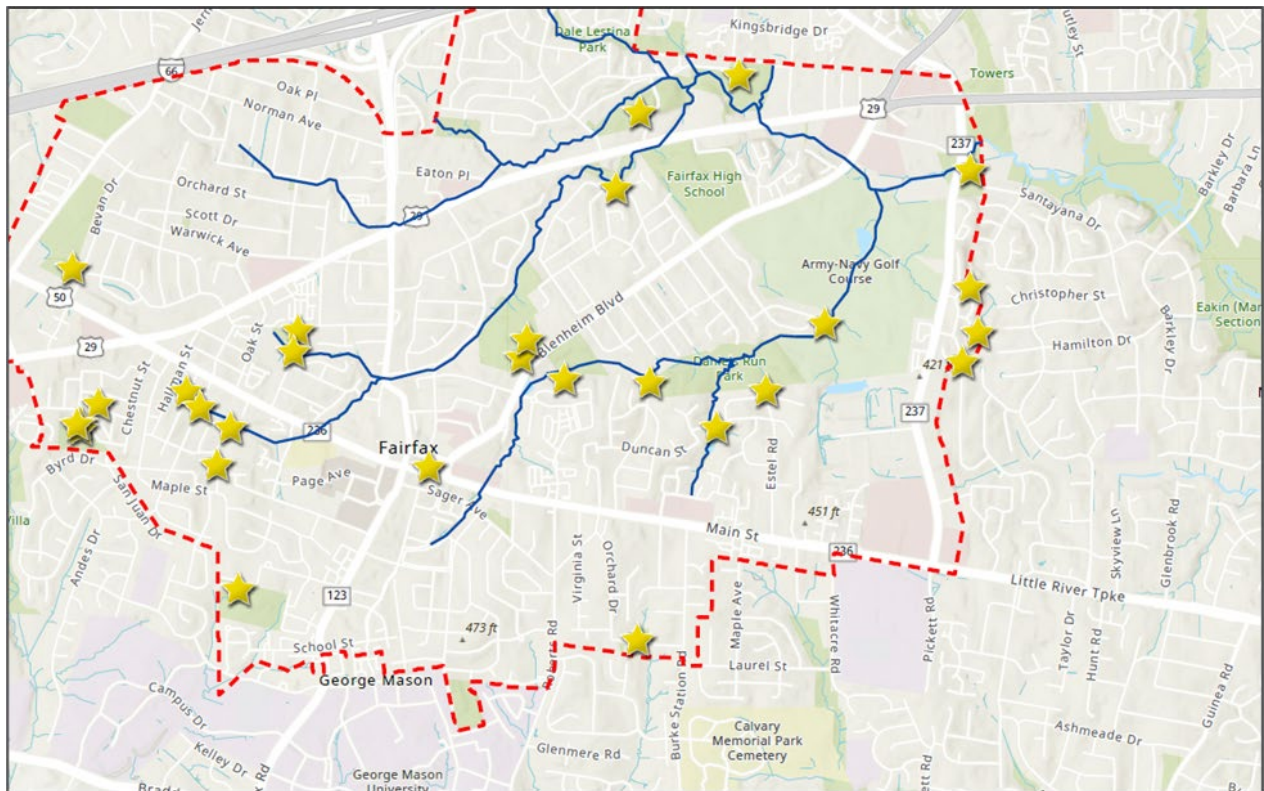 Kingsbridge Dr
Dale Lestina
Park
Towers
66
Oak Pl
Norman Ave
29
237
Barkley Dr
Barbara Ln
Eaton Pl
Fairfax High
School
Orchard St
Scott Dr
Warwick Ave
Bevan Dr
29
Santayana Dr
Army-Navy Golf
Course
50
Christopher St
Eakin (Mar
Section
Blenheim Blvd
Oak St
29
Hamilton Dr
Barkley Dr
Chestnut St
Hallman St
Daniels Run
Park
421
237
236
Fairfax
Duncan St
Estel Rd
Byrd Dr
Maple St
Page Ave
Sager Ave
San Juan Dr
Villa
451 ft
Main St
236
Skyview Ln
Glenbrook Rd
Andes Dr
Virginia St
Orchard Dr
Little River Tpke
123
Maple Ave
Whitacre Rd
Pickett Rd
Taylor Dr
Hunt Rd
473 ft
School St
Roberts Rd
Laurel St
George Mason
Burke Station Rd
Guinea Rd
Campus Dr
Calvary
Memorial Park
Cemetery
Ashmeade Dr
Glenmere Rd
Kelley Dr
George Mason
University